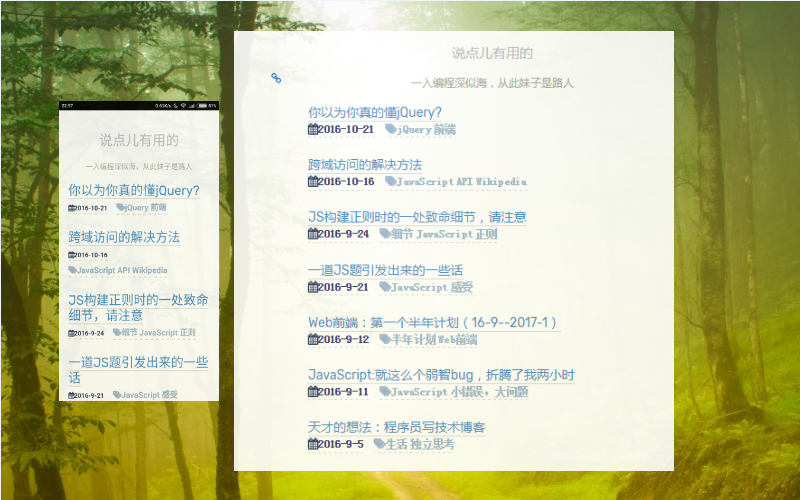 22:57 0.61K/s 81%
说点儿有用的
一入编程深似海，从此妹子是路人
你以为你真的懂jQuery?
2016-10-21 jQuery 前端
跨域访问的解决方法
2016-10-16
JavaScript API Wikipedia
JS构建正则时的一处致命
细节，请注意
2016-9-24 细节 JavaScript 正则
一道JS题引发出来的一些
话
2016-9-21 JavaScript 感受
说点儿有用的
一入编程深似海，从此妹子是路人
你以为你真的懂jQuery?
2016-10-21 jQuery 前端
跨域访问的解决方法
2016-10-16 JavaScript API Wikipedia
JS构建正则时的一处致命细节，请注意
2016-9-24 细节 JavaScript 正则
一道JS题引发出来的一些话
2016-9-21 JavaScript 感受
Web前端：第一个半年计划（16-9--2017-1）
2016-9-12 半年计划 Web前端
JavaScript:就这么个弱智bug，折腾了我两小时
2016-9-11 JavaScript 小错误，大问题
天才的想法：程序员写技术博客
2016-9-5 生活 独立思考